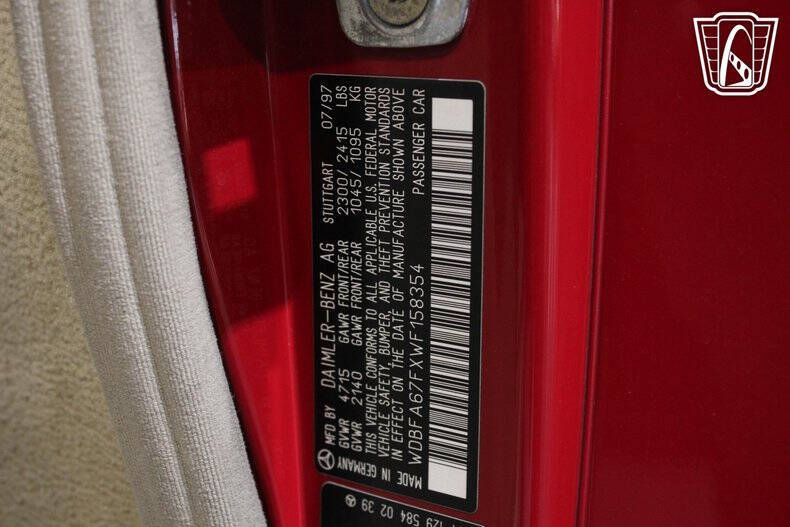 MFD BY DAIMLER-BENZ AG STUTTGART 07/97
GVWR 4715 GAWR FRONT/REAR 2300/2415 LBS
GVWR 2140 GAWR FRONT/REAR 1045/1095 KG
THIS VEHICLE CONFORMS TO ALL APPLICABLE U.S. FEDERAL MOTOR
VEHICLE SAFETY, BUMPER, AND THEFT PREVENTION STANDARDS
IN EFFECT ON THE DATE OF MANUFACTURE SHOWN ABOVE
WDBFA67FXWF158354 PASSENGER CAR
MADE IN GERMANY
129 584 02 39